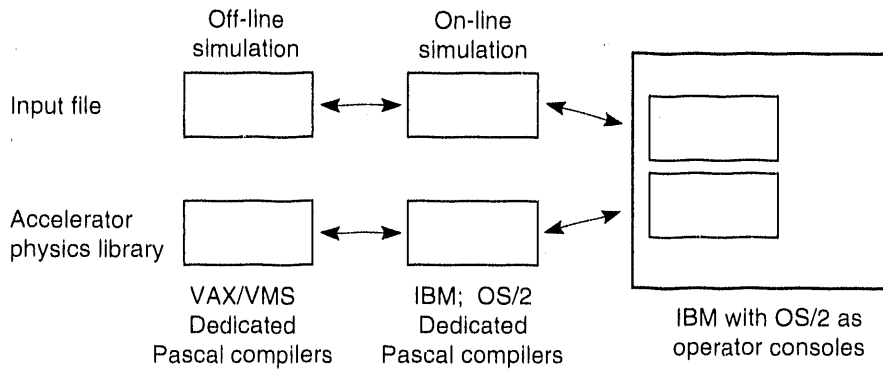 Off-line
simulation
On-line
simulation
Input file
Accelerator
physics library
VAX/VMS
Dedicated
Pascal compilers
IBM; OS/2
Dedicated
Pascal compilers
IBM with OS/2 as
operator consoles